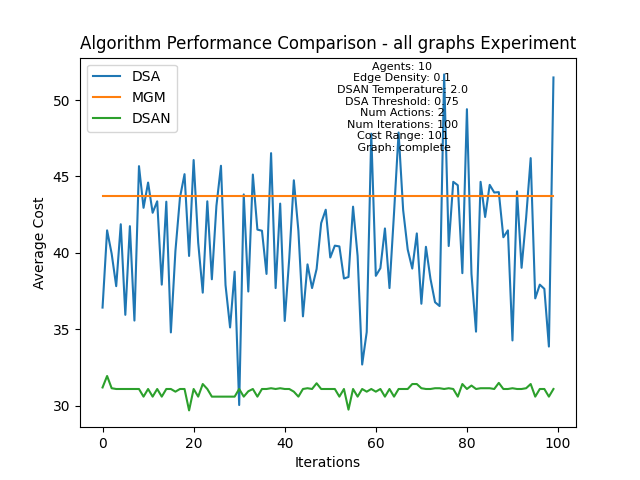 Algorithm Performance Comparison - all graphs Experiment
DSA
MGM
DSAN
Agents: 10
Edge Density: 0.1
DSAN Temperature: 2.0
DSA Threshold: 0.75
Num Actions: 2
Num Iterations: 100
Cost Range: 101
Graph: complete
50
45
40
35
30
Average Cost
0
20
40
60
80
100
Iterations